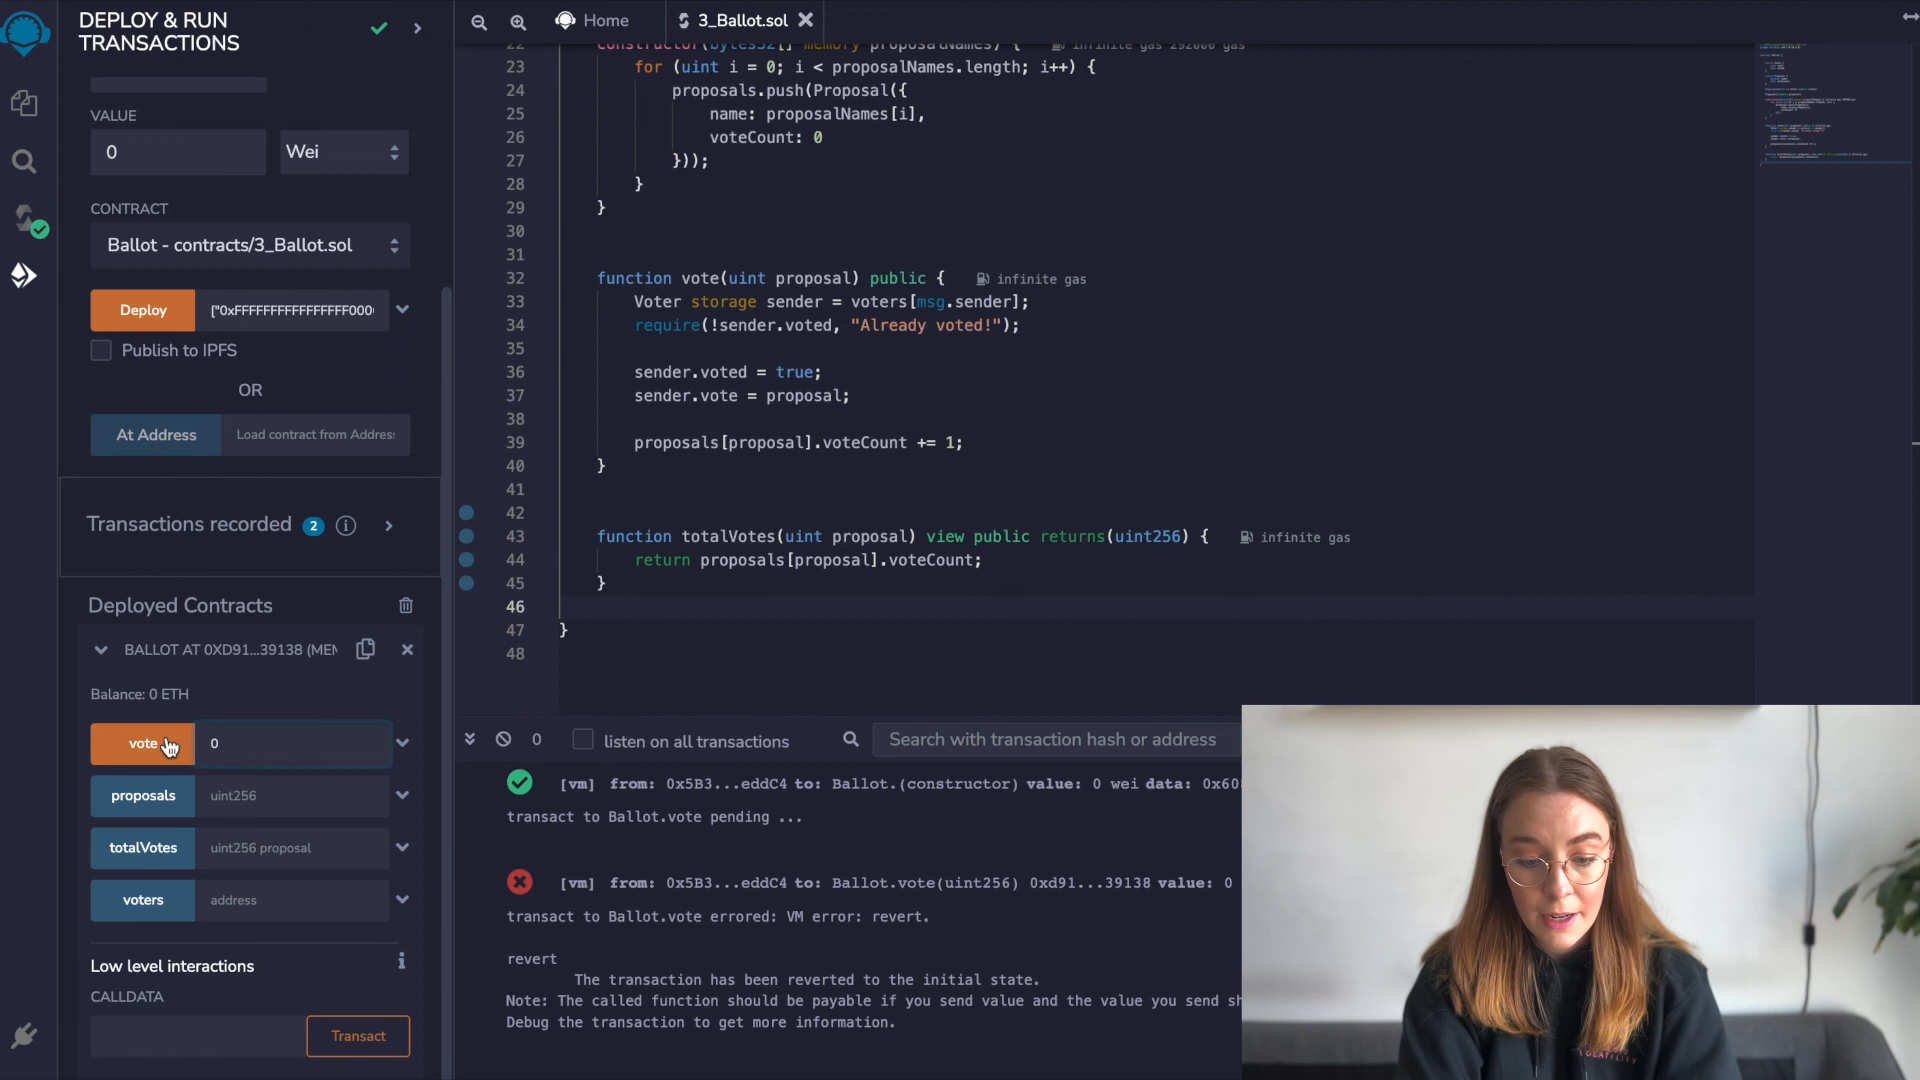 DEPLOY & RUN
TRANSACTIONS
VALUE
0
Wei
CONTRACT
Ballot - contracts/3_Ballot.sol
Deploy
["0xFFFFFFFFFFFFFFFF000
Publish to IPFS
OR
At Address
Load contract from Addres
Transactions recorded 2 i
Deployed Contracts
BALLOT AT 0XD91...39138 (MEM
Balance: 0 ETH
vote
0
proposals
uint256
totalVotes
uint256 proposal
voters
address
Low level interactions
i
CALLDATA
Transact
Home
3_Ballot.sol
22 constructor(bytes32[] memory proposalNames) { infinite gas 292000 gas
23 for (uint i = 0; i < proposalNames.length; i++) {
24 proposals.push(Proposal({
25 name: proposalNames[i],
26 voteCount: 0
27 }));
28 }
29 }
30
31
32 function vote(uint proposal) public { infinite gas
33 Voter storage sender = voters[msg.sender];
34 require(!sender.voted, "Already voted!");
35
36 sender.voted = true;
37 sender.vote = proposal;
38
39 proposals[proposal].voteCount += 1;
40 }
41
42
43 function totalVotes(uint proposal) view public returns(uint256) { infinite gas
44 return proposals[proposal].voteCount;
45 }
46
47 }
48
0
listen on all transactions
Search with transaction hash or address
[vm] from: 0x5B3...eddC4 to: Ballot.(constructor) value: 0 wei data: 0x608
transact to Ballot.vote pending ...
[vm] from: 0x5B3...eddC4 to: Ballot.vote(uint256) 0xd91...39138 value: 0
transact to Ballot.vote errored: VM error: revert.
revert
The transaction has been reverted to the initial state.
Note: The called function should be payable if you send value and the value you send sh
Debug the transaction to get more information.